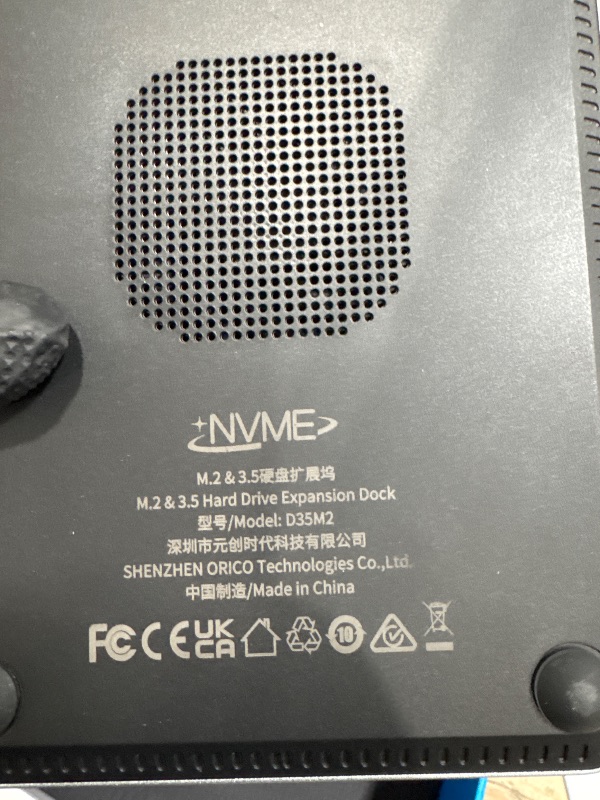 NVME
M.2 & 3.5硬盘扩展坞
M.2 & 3.5 Hard Drive Expansion Dock
型号/Model: D35M2
深圳市元创时代科技有限公司
SHENZHEN ORICO Technologies Co.,Ltd.
中国制造/Made in China
FC CE UK CA 10